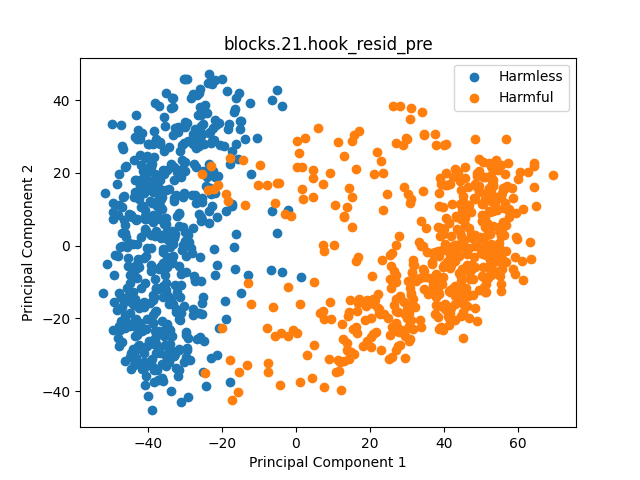 blocks.21.hook_resid_pre
Harmless
Harmful
Principal Component 2
40
20
0
−20
−40
−40
−20
0
20
40
60
Principal Component 1